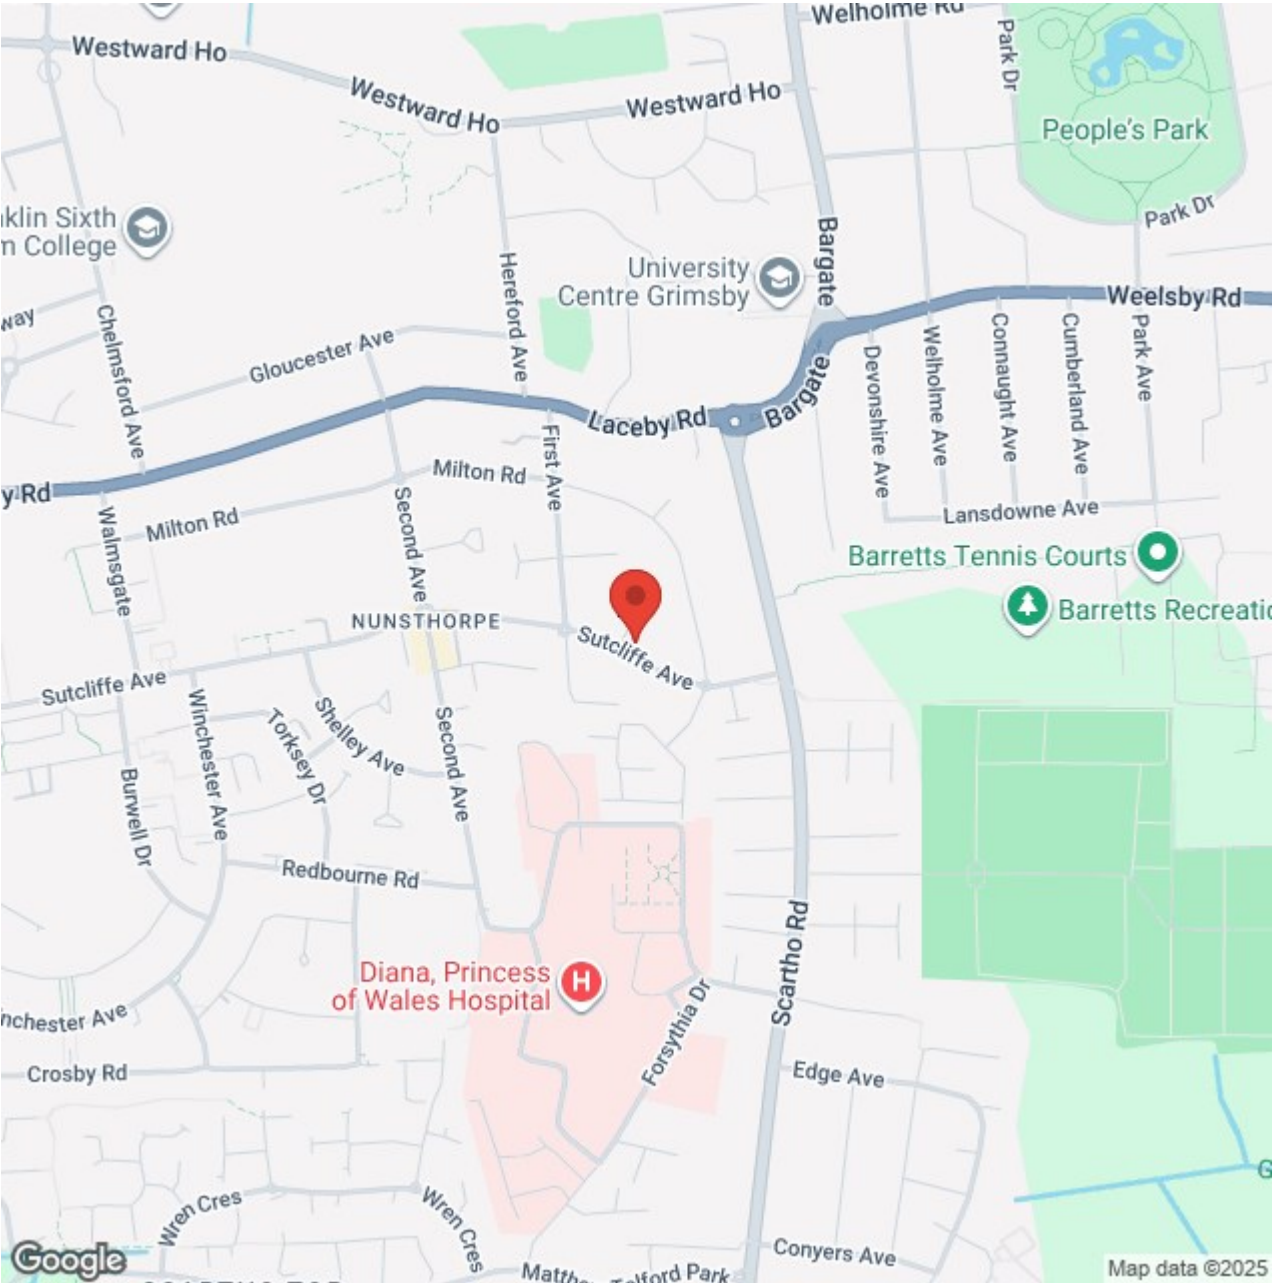 Welholme Rd
Westward Ho
Westward Ho
Westward Ho
Park Dr
People's Park
Park Dr
klin Sixth
m College
Bargate
University
Centre Grimsby
Hereford Ave
Weelsby Rd
way
Chelmsford Ave
Gloucester Ave
Laceby Rd
Bargate
Devonshire Ave
Welholme Ave
Connaught Ave
Cumberland Ave
Park Ave
First Ave
Milton Rd
y Rd
Milton Rd
Second Ave
Walmsgate
Lansdowne Ave
Barretts Tennis Courts
Barretts Recreatio
NUNSTHORPE
Sutcliffe Ave
Sutcliffe Ave
Winchester Ave
Torksey Dr
Shelley Ave
Second Ave
Burwell Dr
Redbourne Rd
Scartho Rd
Diana, Princess
of Wales Hospital
H
nchester Ave
Forsythia Dr
Crosby Rd
Edge Ave
G
Wren Cres
Wren Cres
Conyers Ave
Telford Park
Google
Map data ©2025